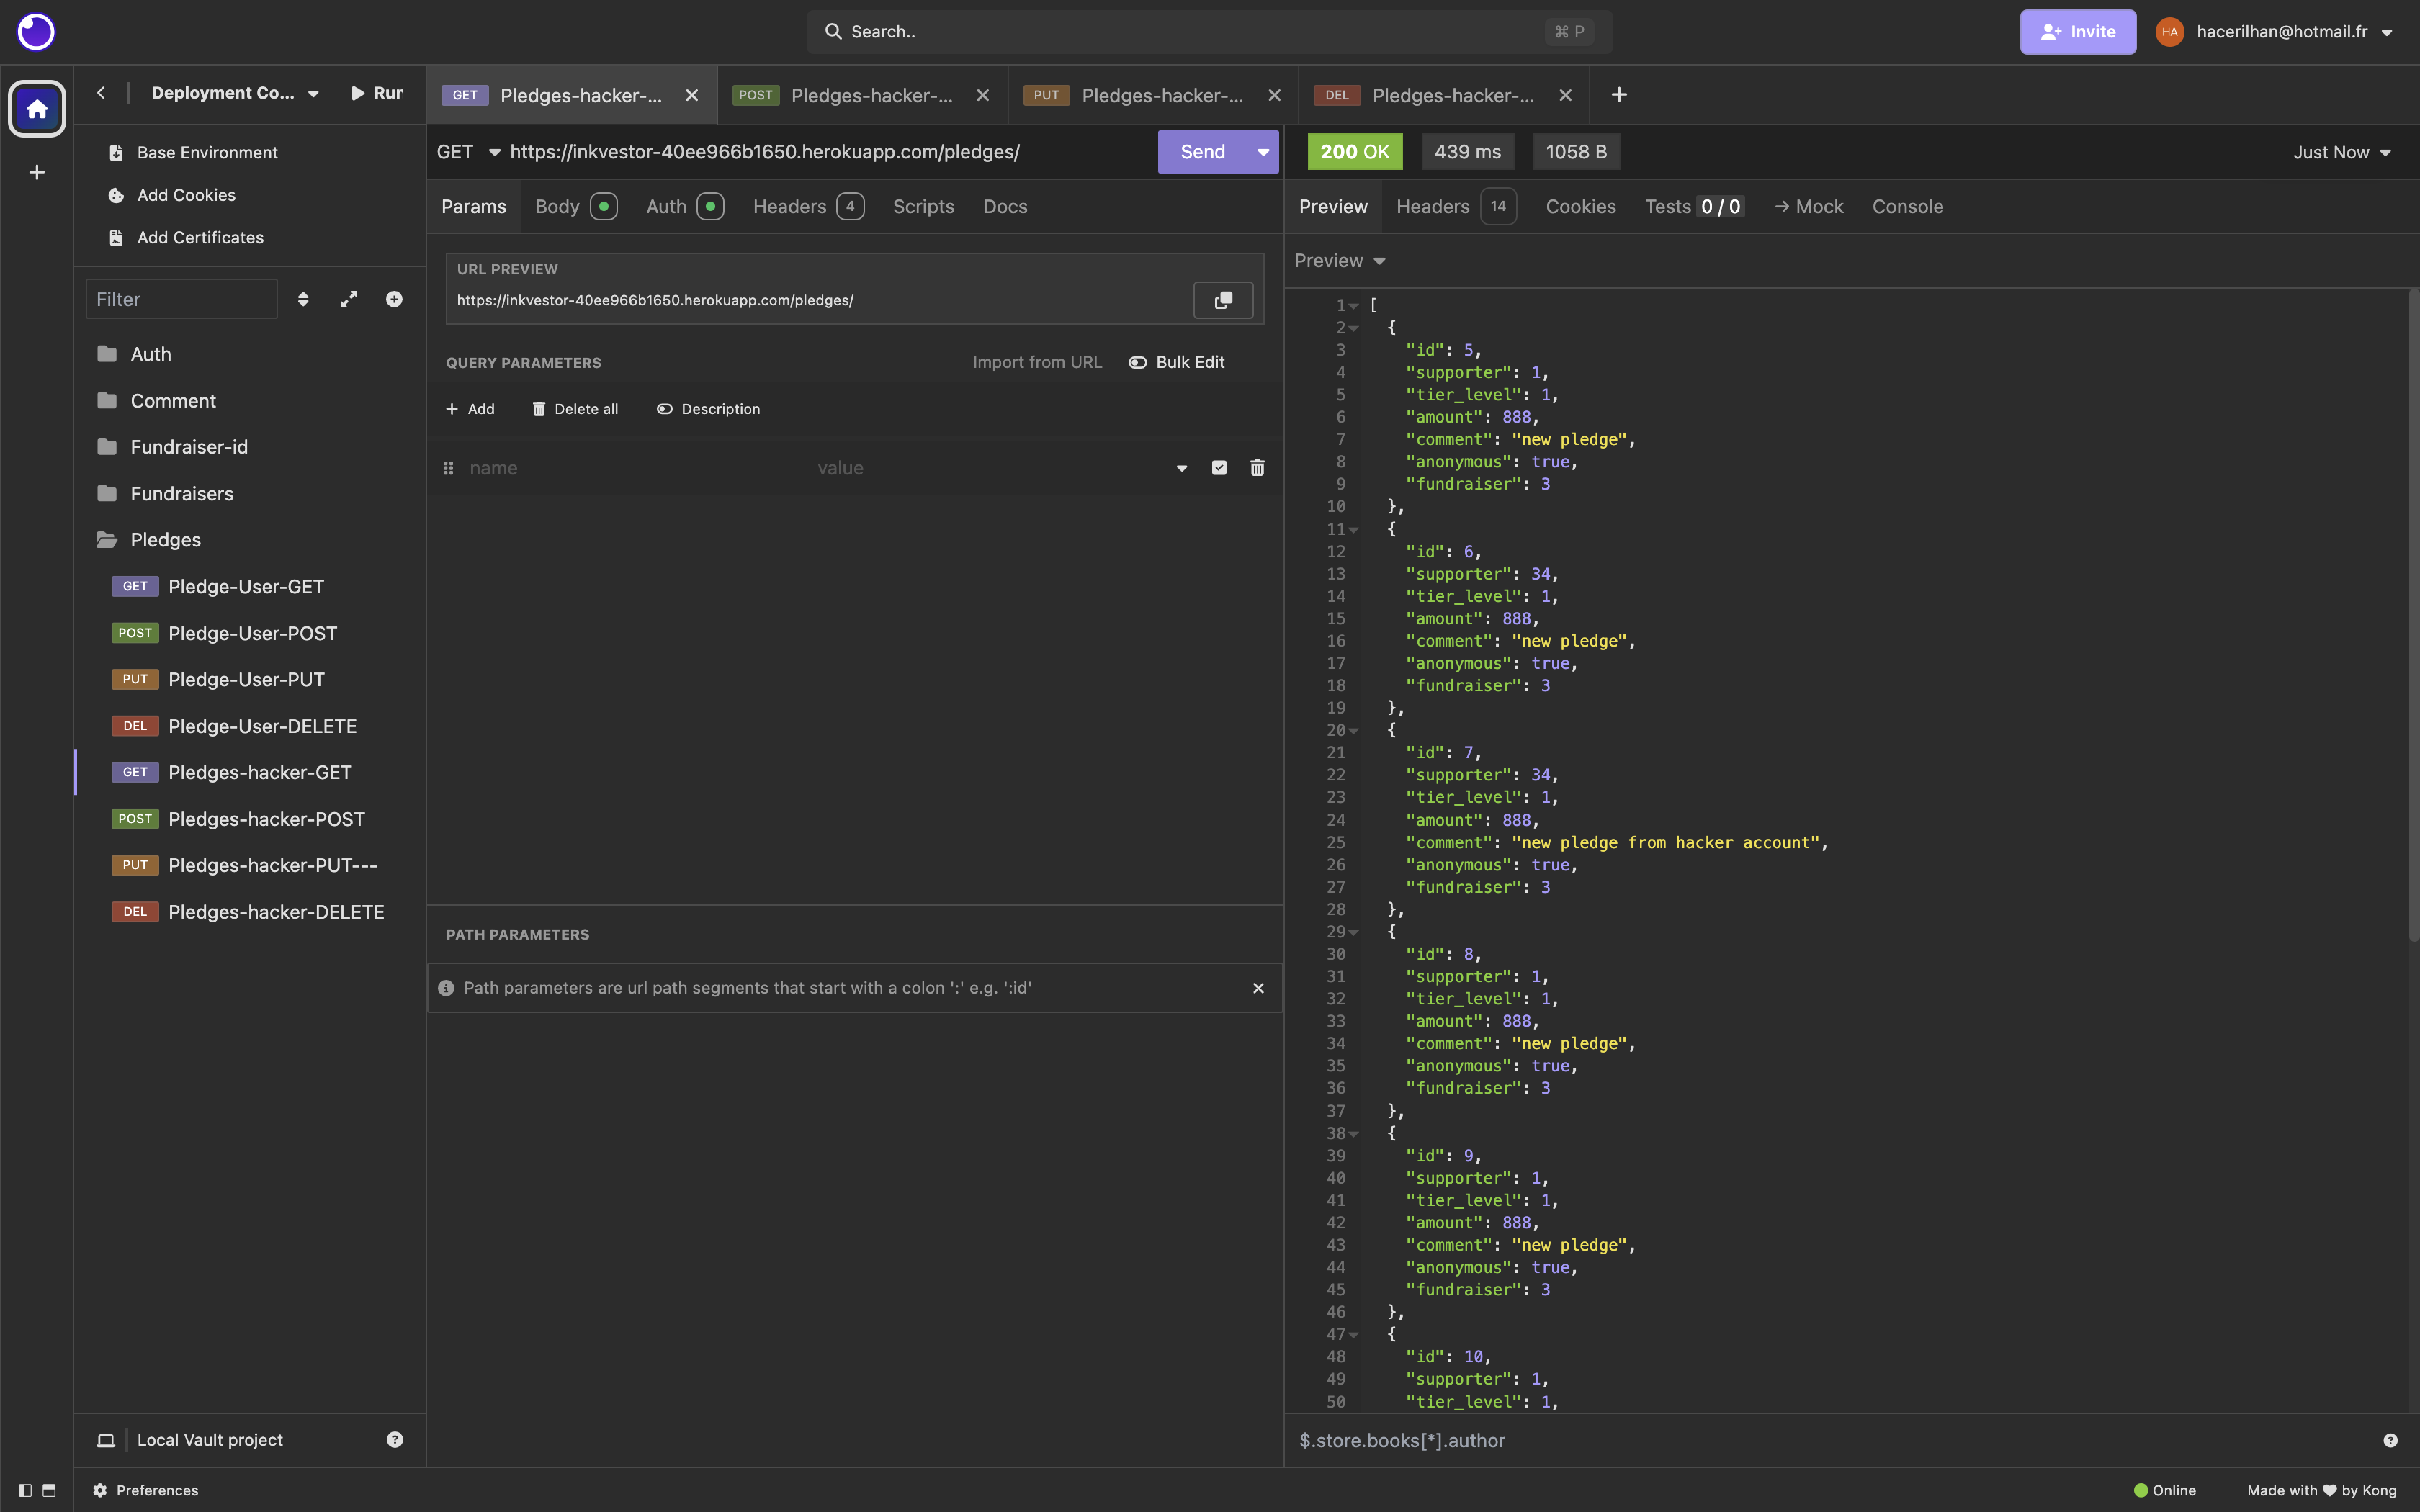 Search..
⌘ P
Invite
HA
hacerilhan@hotmail.fr
Deployment Co...
Run
GET Pledges-hacker-...
POST Pledges-hacker-...
PUT Pledges-hacker-...
DEL Pledges-hacker-...
Base Environment
Add Cookies
Add Certificates
Filter
Auth
Comment
Fundraiser-id
Fundraisers
Pledges
GET Pledge-User-GET
POST Pledge-User-POST
PUT Pledge-User-PUT
DEL Pledge-User-DELETE
GET Pledges-hacker-GET
POST Pledges-hacker-POST
PUT Pledges-hacker-PUT---
DEL Pledges-hacker-DELETE
Local Vault project
GET https://inkvestor-40ee966b1650.herokuapp.com/pledges/
Send
Params Body Auth Headers 4 Scripts Docs
URL PREVIEW
https://inkvestor-40ee966b1650.herokuapp.com/pledges/
QUERY PARAMETERS
Import from URL
Bulk Edit
Add
Delete all
Description
name
value
PATH PARAMETERS
Path parameters are url path segments that start with a colon ':' e.g. ':id'
200 OK
439 ms
1058 B
Just Now
Preview Headers 14 Cookies Tests 0 / 0 → Mock Console
Preview
1 [
2 {
3 "id": 5,
4 "supporter": 1,
5 "tier_level": 1,
6 "amount": 888,
7 "comment": "new pledge",
8 "anonymous": true,
9 "fundraiser": 3
10 },
11 {
12 "id": 6,
13 "supporter": 34,
14 "tier_level": 1,
15 "amount": 888,
16 "comment": "new pledge",
17 "anonymous": true,
18 "fundraiser": 3
19 },
20 {
21 "id": 7,
22 "supporter": 34,
23 "tier_level": 1,
24 "amount": 888,
25 "comment": "new pledge from hacker account",
26 "anonymous": true,
27 "fundraiser": 3
28 },
29 {
30 "id": 8,
31 "supporter": 1,
32 "tier_level": 1,
33 "amount": 888,
34 "comment": "new pledge",
35 "anonymous": true,
36 "fundraiser": 3
37 },
38 {
39 "id": 9,
40 "supporter": 1,
41 "tier_level": 1,
42 "amount": 888,
43 "comment": "new pledge",
44 "anonymous": true,
45 "fundraiser": 3
46 },
47 {
48 "id": 10,
49 "supporter": 1,
50 "tier_level": 1,
$.store.books[*].author
Preferences
Online
Made with ♥ by Kong